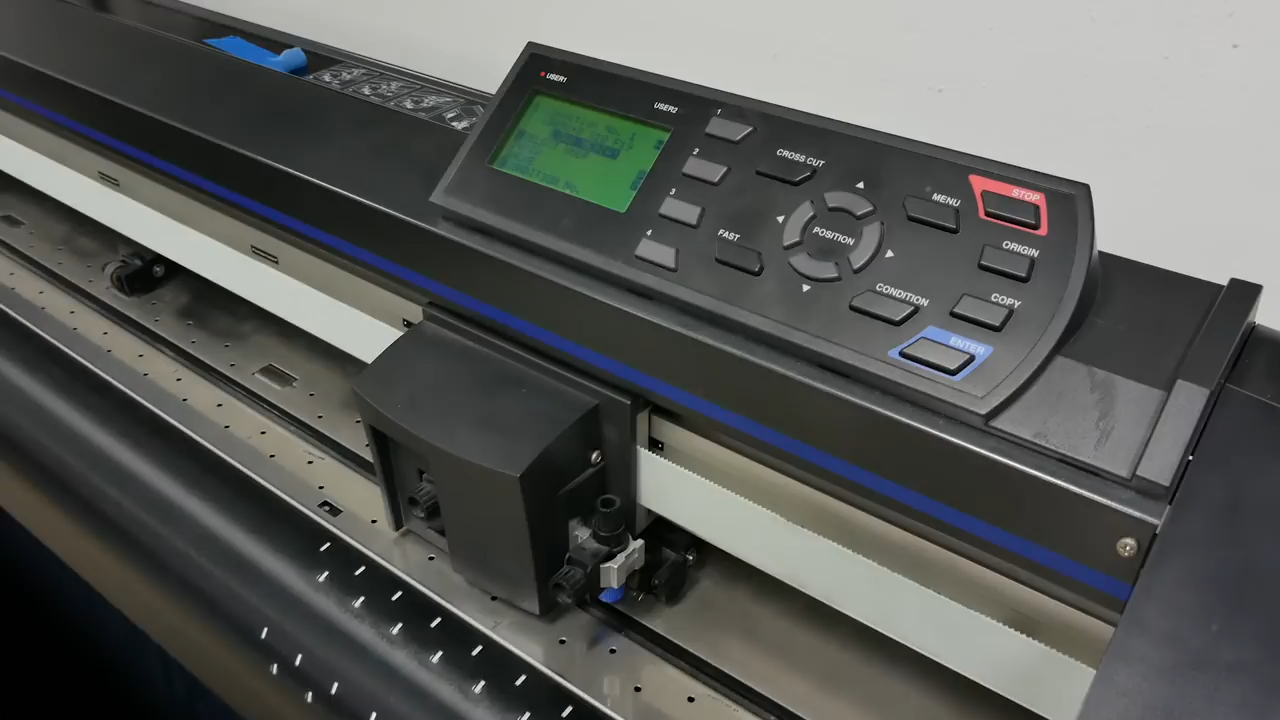 USER1
USER2
1
2
3
4
CROSS CUT
FAST
POSITION
MENU
STOP
ORIGIN
CONDITION
COPY
ENTER